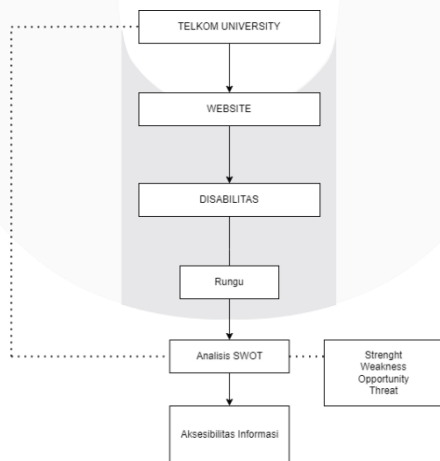 TELKOM UNIVERSITY
WEBSITE
DISABILITAS
Rungu
Analisis SWOT
Strenght
Weakness
Opportunity
Threat
Aksesibilitas Informasi